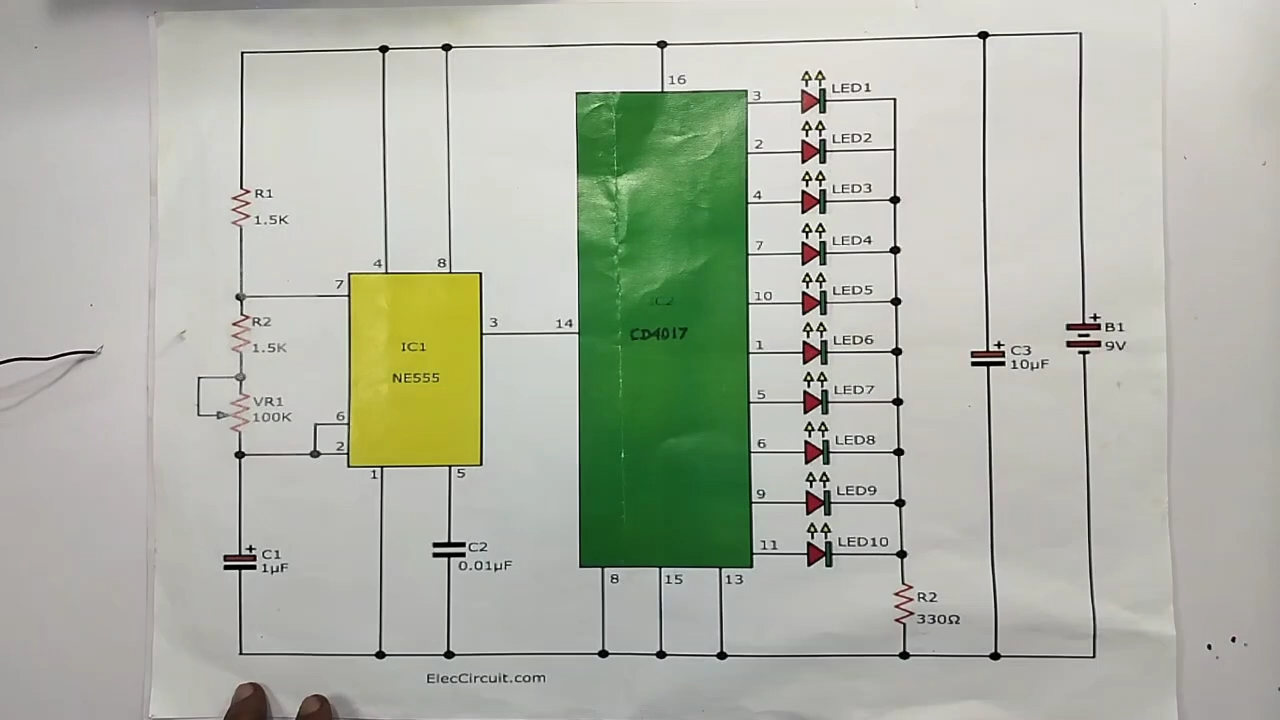 16
3
LED1
2
LED2
4
LED3
7
LED4
10
LED5
1
LED6
5
LED7
6
LED8
9
LED9
11
LED10
R1
1.5K
4
8
7
R2
1.5K
3
14
IC2
CD4017
IC1
NE555
VR1
100K
6
2
1
5
C1
1µF
C2
0.01µF
8
15
13
R2
330Ω
+
C3
10µF
+
B1
9V
+
ElecCircuit.com